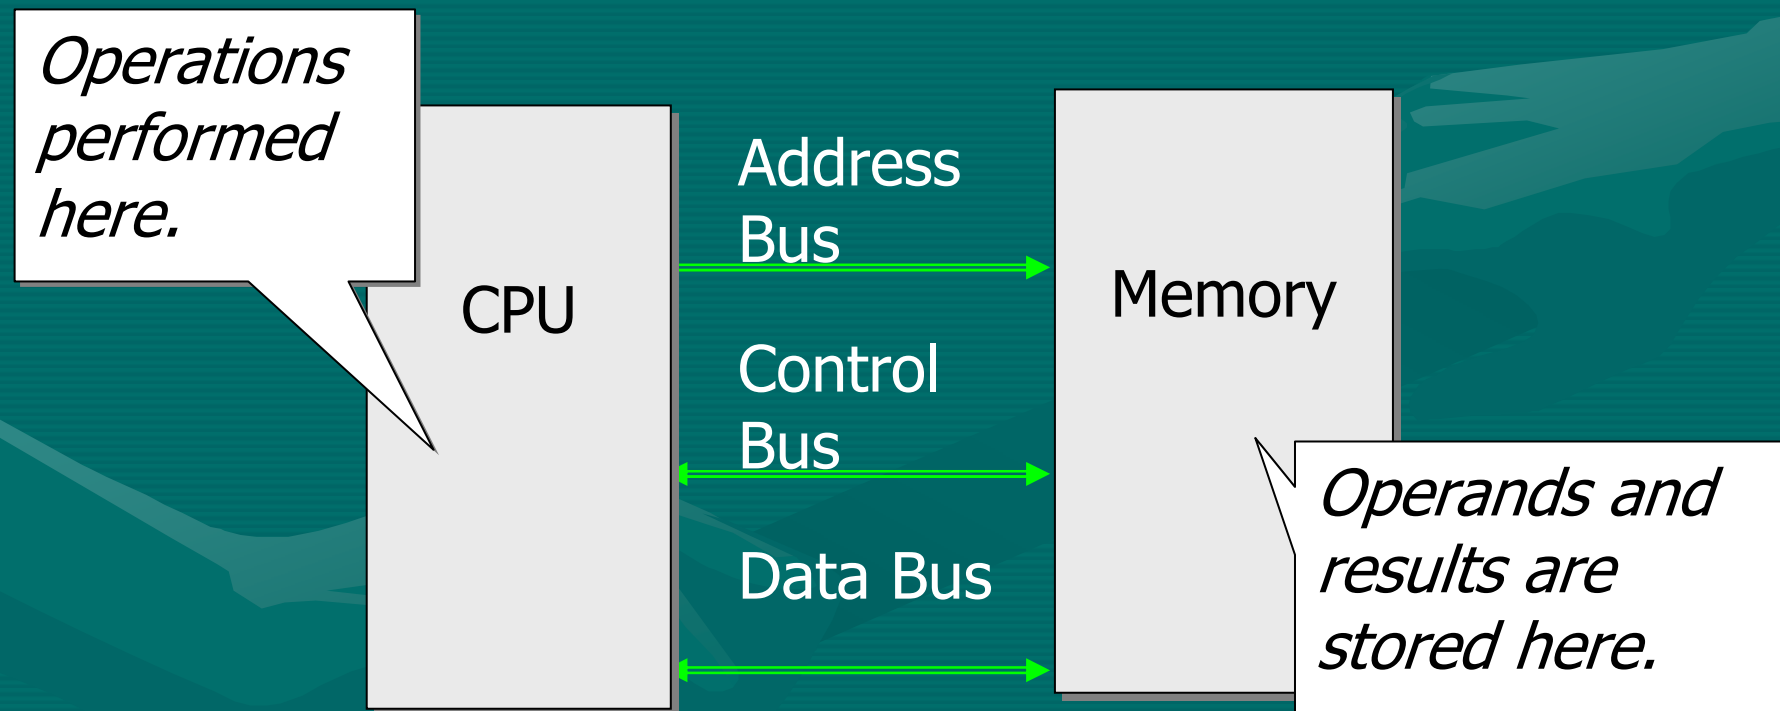 Operations
performed
here.
CPU
Address
Bus
Control
Bus
Data Bus
Memory
Operands and
results are
stored here.